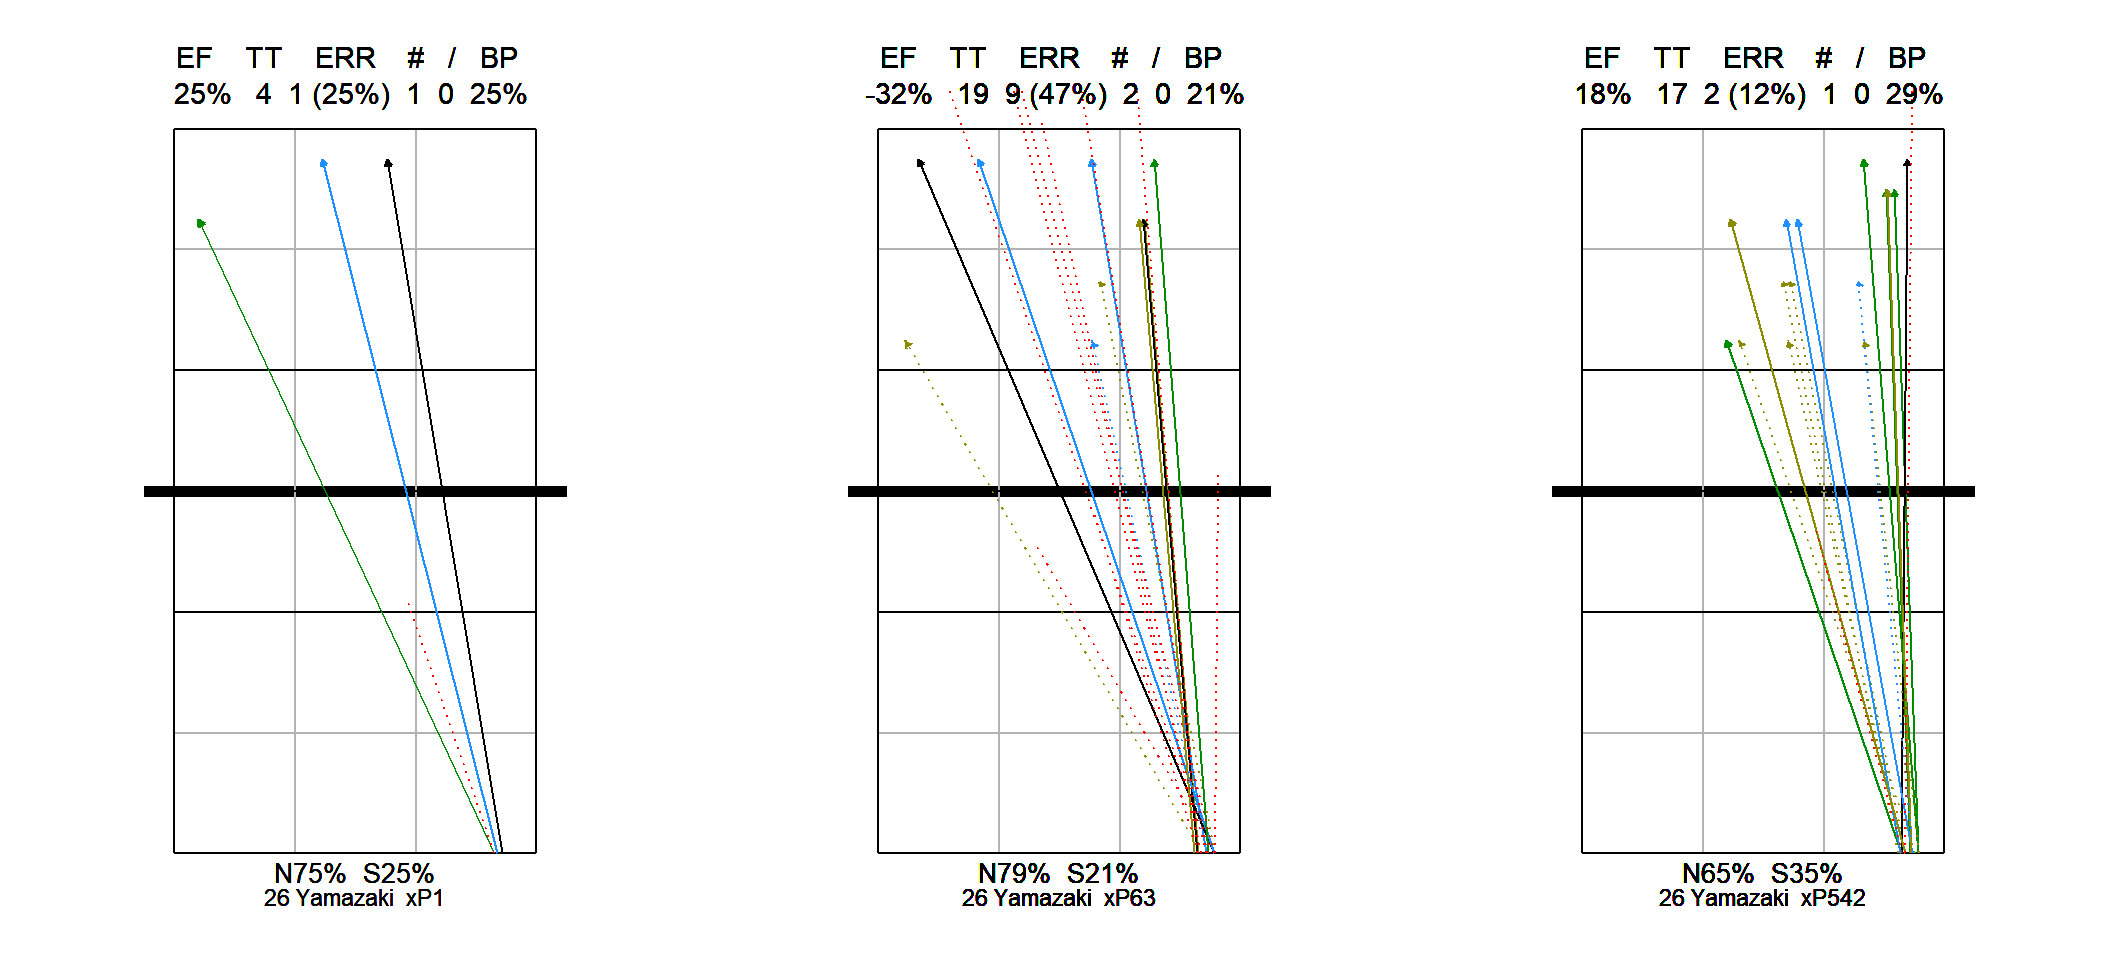 EF TT ERR # / BP
25% 4 1 (25%) 1 0 25%
N75% S25%
26 Yamazaki xP1
EF TT ERR # / BP
-32% 19 9 (47%) 2 0 21%
N79% S21%
26 Yamazaki xP63
EF TT ERR # / BP
18% 17 2 (12%) 1 0 29%
N65% S35%
26 Yamazaki xP542